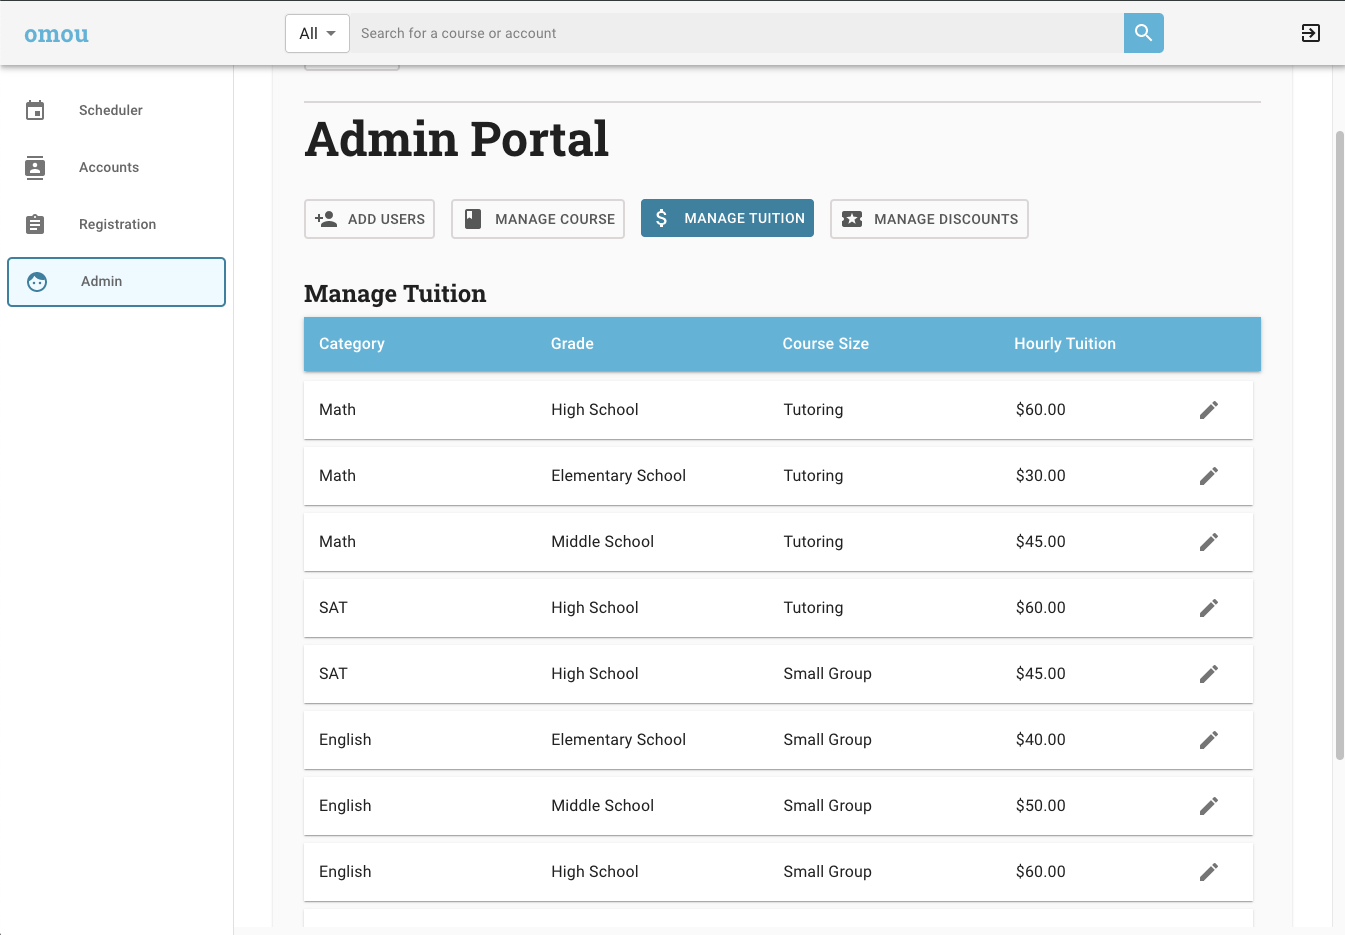 omou
All
Search for a course or account
Scheduler
Accounts
Registration
Admin
Admin Portal
ADD USERS
MANAGE COURSE
MANAGE TUITION
MANAGE DISCOUNTS
Manage Tuition
Category Grade Course Size Hourly Tuition
Math High School Tutoring $60.00
Math Elementary School Tutoring $30.00
Math Middle School Tutoring $45.00
SAT High School Tutoring $60.00
SAT High School Small Group $45.00
English Elementary School Small Group $40.00
English Middle School Small Group $50.00
English High School Small Group $60.00